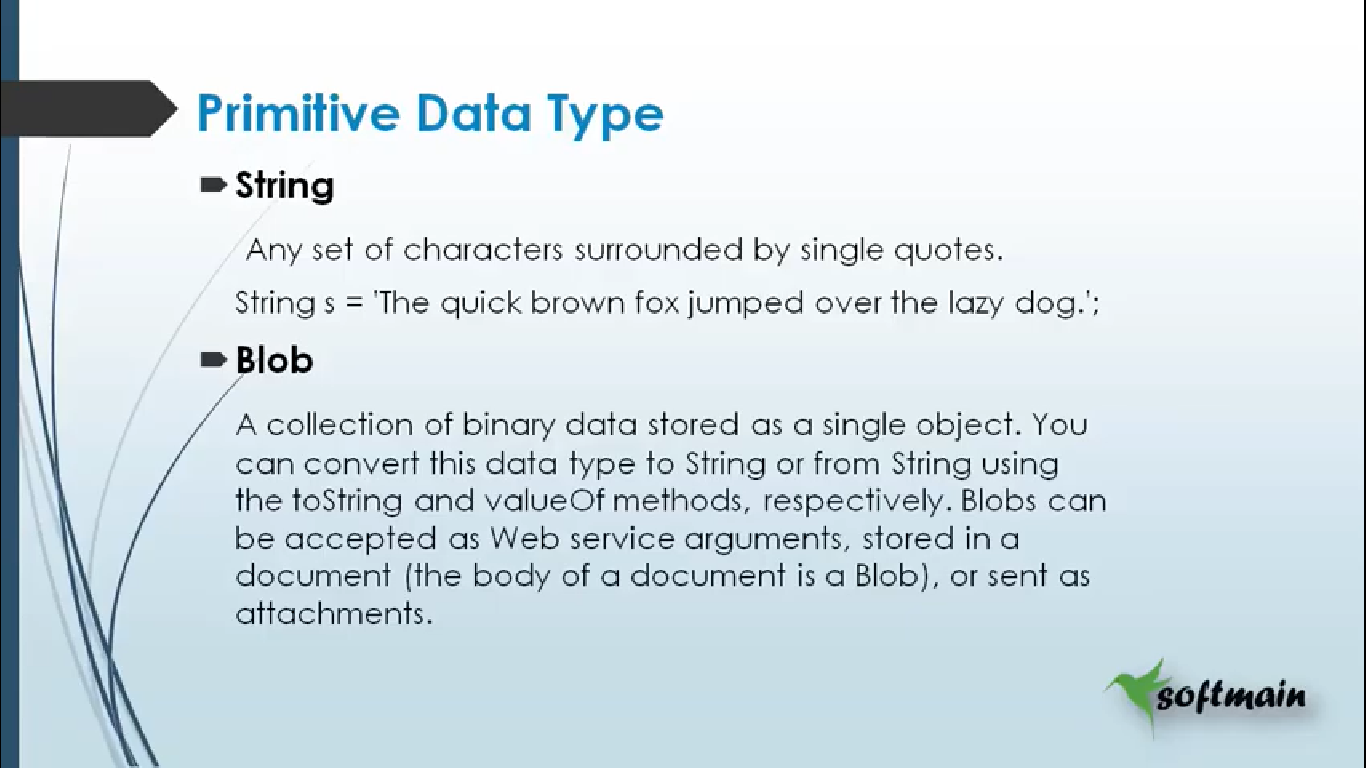 Primitive Data Type
String
Any set of characters surrounded by single quotes.
String s = 'The quick brown fox jumped over the lazy dog.';
Blob
A collection of binary data stored as a single object. You
can convert this data type to String or from String using
the toString and valueOf methods, respectively. Blobs can
be accepted as Web service arguments, stored in a
document (the body of a document is a Blob), or sent as
attachments.
softmain